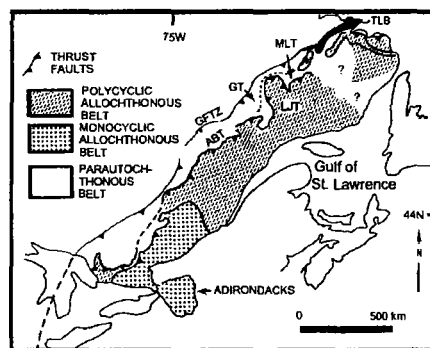 75W
TLB
MLT
THRUST
FAULTS
GT
?
?
POLYCYCLIC
ALLOCHTHONOUS
BELT
GFTZ
LJT
ABT
MONOCYCLIC
ALLOCHTHONOUS
BELT
Gulf of
St. Lawrence
PARAUTOCH-
THONOUS
BELT
44N
N
ADIRONDACKS
0 500 km